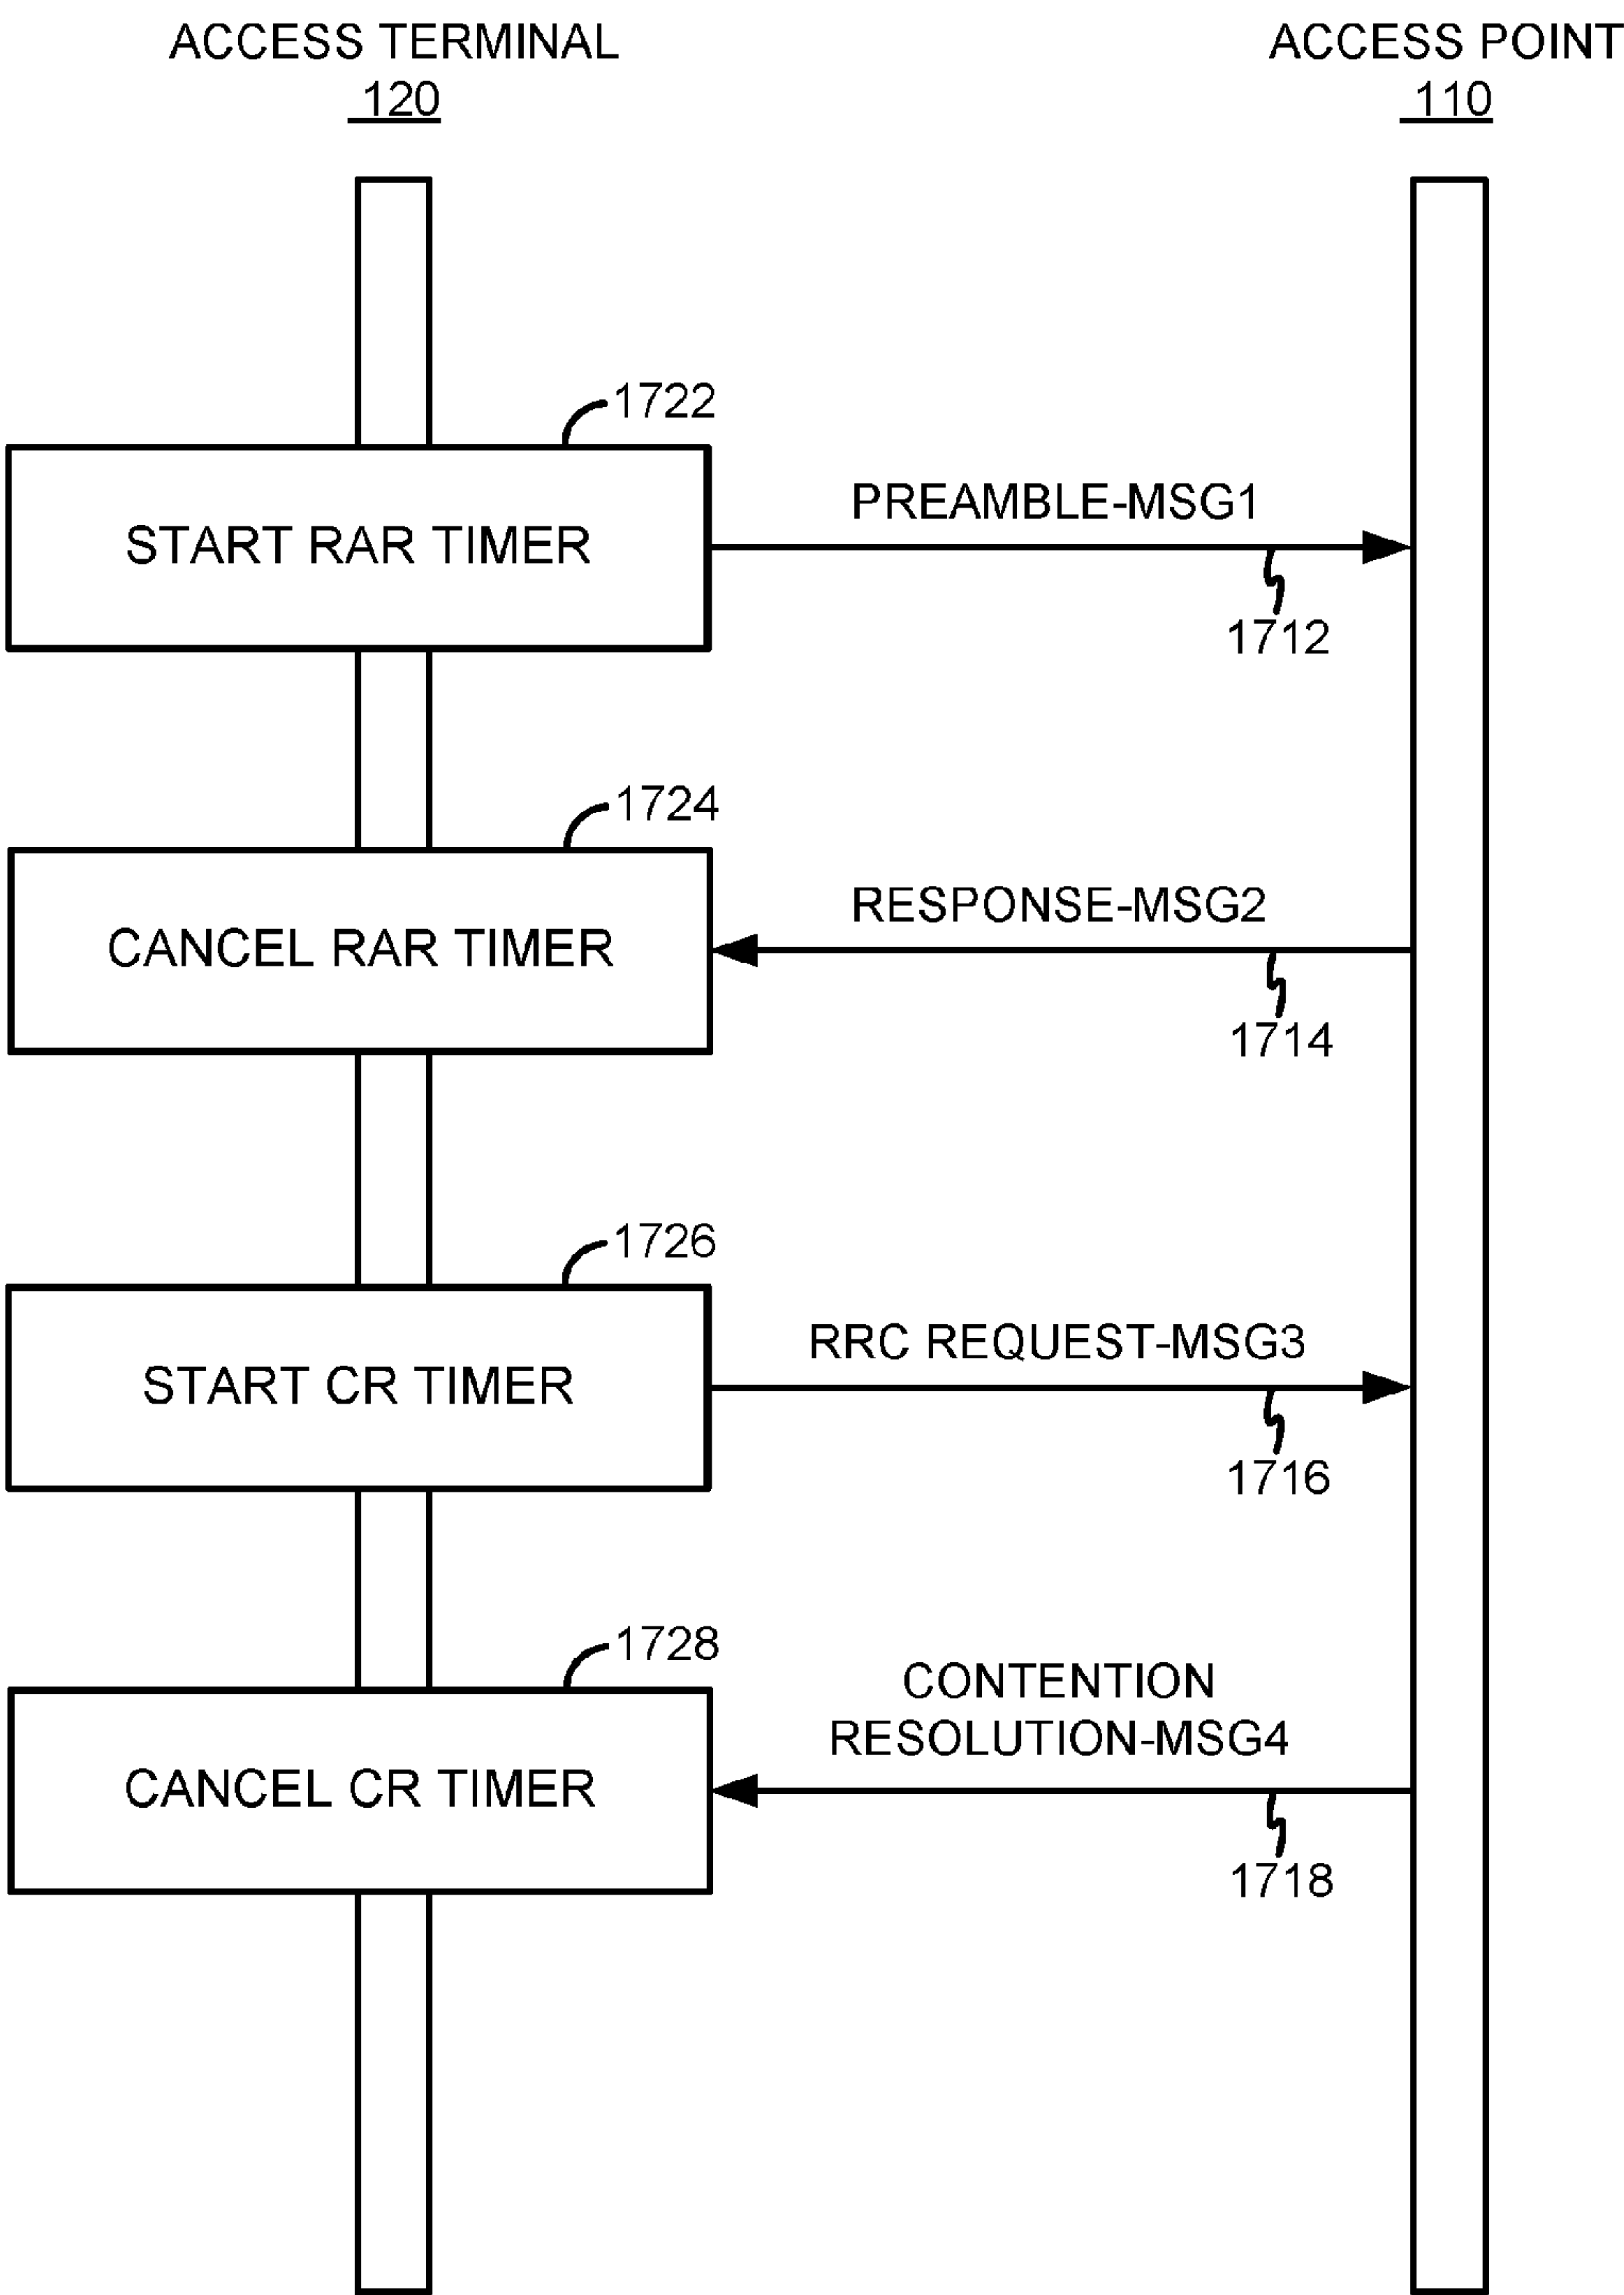 ACCESS TERMINAL
120
ACCESS POINT
110
1722
START RAR TIMER
PREAMBLE-MSG1
1712
1724
CANCEL RAR TIMER
RESPONSE-MSG2
1714
1726
START CR TIMER
RRC REQUEST-MSG3
1716
1728
CANCEL CR TIMER
CONTENTION
RESOLUTION-MSG4
1718